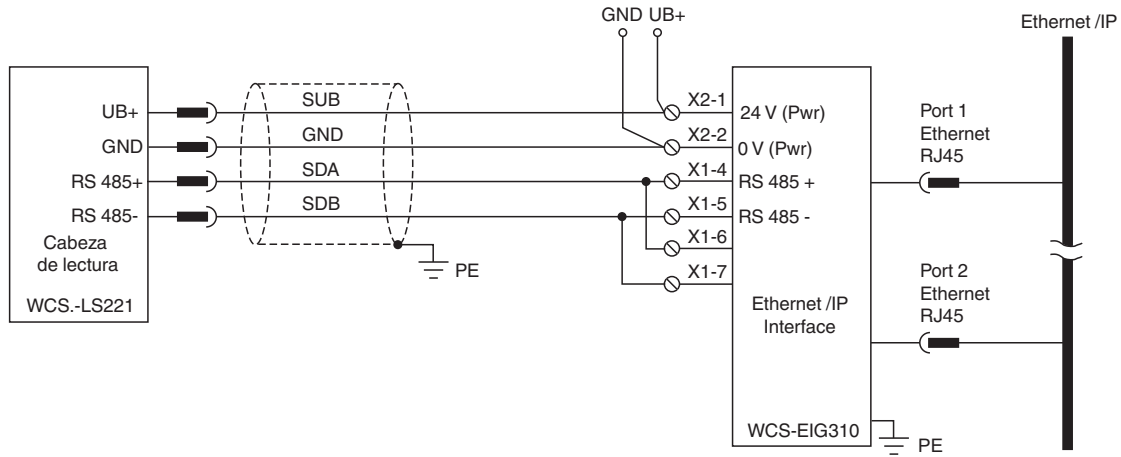 GND UB+
Ethernet /IP
UB+
GND
RS 485+
RS 485-
Cabeza
de lectura
WCS.-LS221
SUB
GND
SDA
SDB
PE
X2-1
X2-2
X1-4
X1-5
X1-6
X1-7
24 V (Pwr)
0 V (Pwr)
RS 485 +
RS 485 -
Ethernet /IP
Interface
WCS-EIG310
PE
Port 1
Ethernet
RJ45
Port 2
Ethernet
RJ45